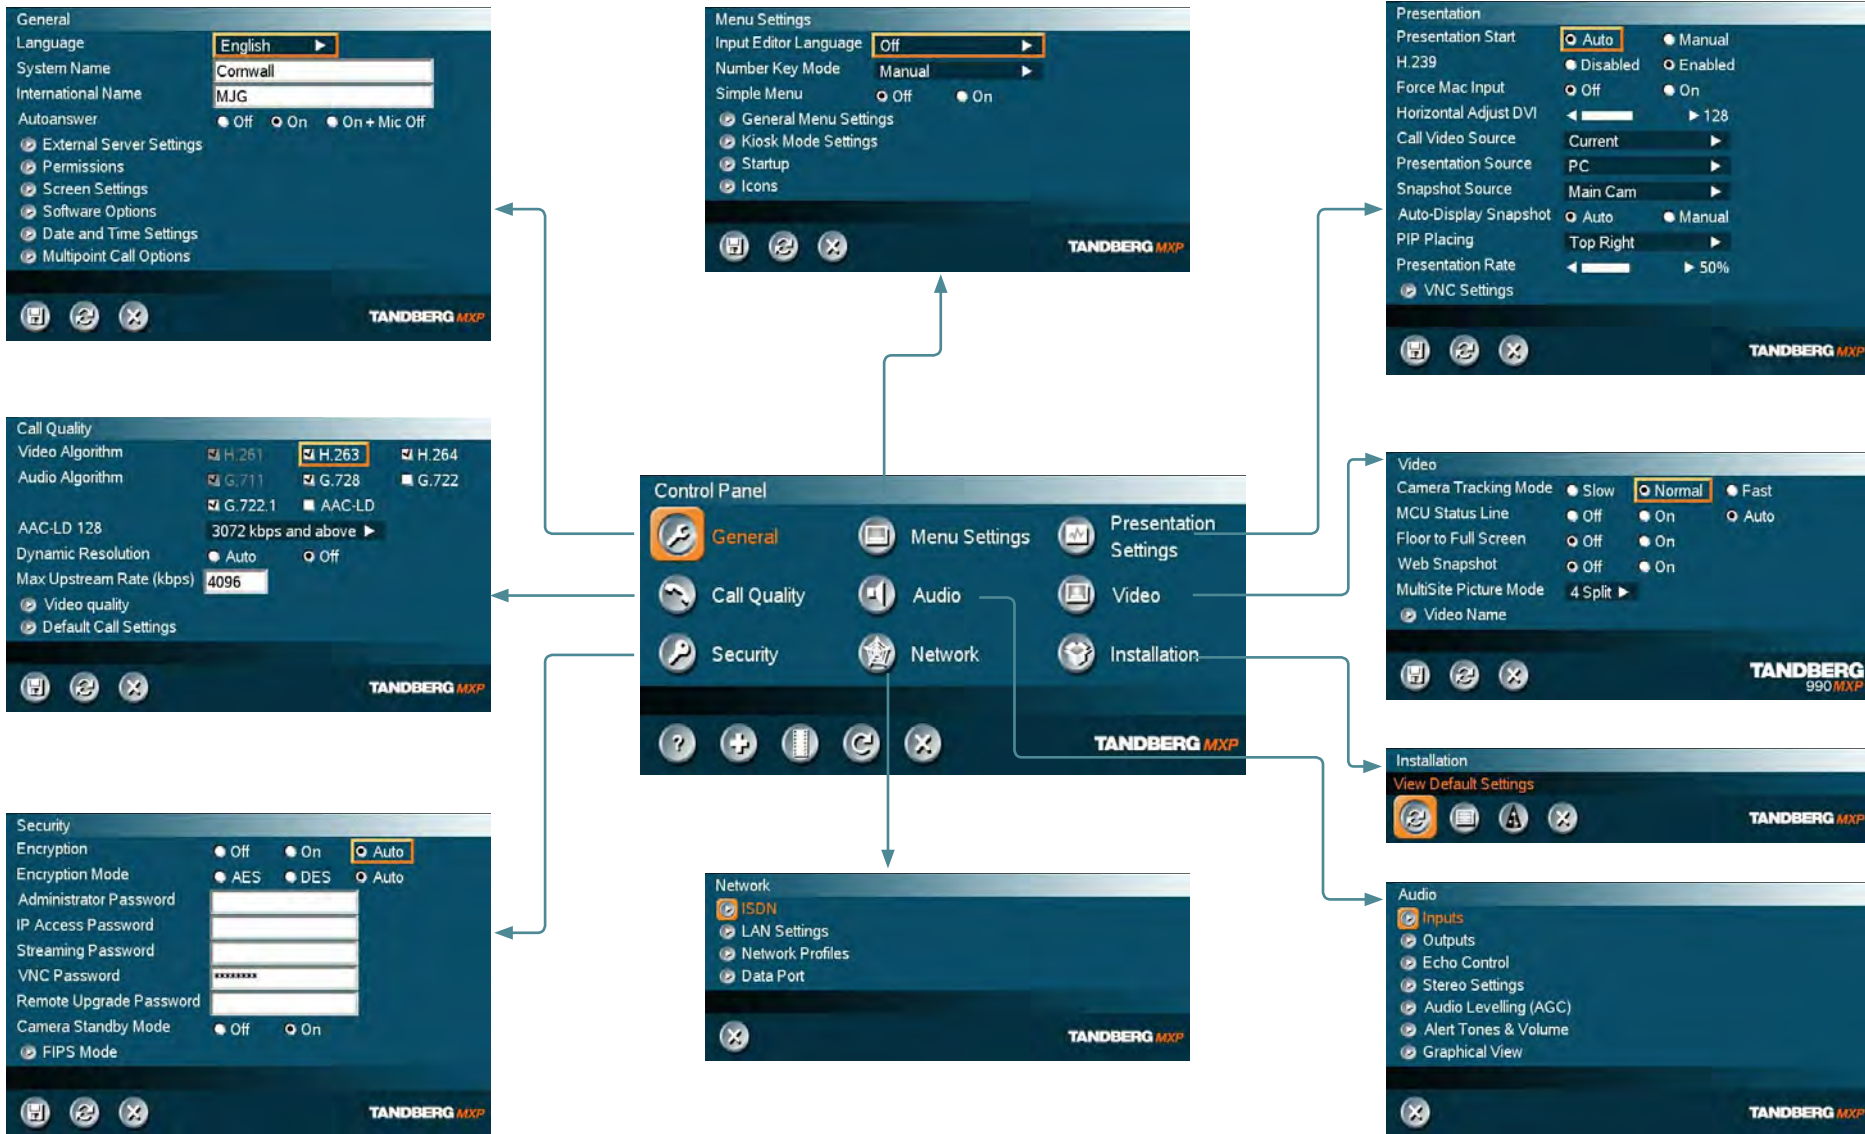 General
Language English
System Name Cornwall
International Name MJG
Autoanswer Off On On + Mic Off
External Server Settings
Permissions
Screen Settings
Software Options
Date and Time Settings
Multipoint Call Options
TANDBERG MXP
Menu Settings
Input Editor Language Off
Number Key Mode Manual
Simple Menu Off On
General Menu Settings
Kiosk Mode Settings
Startup
Icons
TANDBERG MXP
Presentation
Presentation Start Auto Manual
H.239 Disabled Enabled
Force Mac Input Off On
Horizontal Adjust DVI 128
Call Video Source Current
Presentation Source PC
Snapshot Source Main Cam
Auto-Display Snapshot Auto Manual
PIP Placing Top Right
Presentation Rate 50%
VNC Settings
TANDBERG MXP
Call Quality
Video Algorithm H.261 H.263 H.264
Audio Algorithm G.711 G.728 G.722
G.722.1 AAC-LD
AAC-LD 128 3072 kbps and above
Dynamic Resolution Auto Off
Max Upstream Rate (kbps) 4096
Video quality
Default Call Settings
TANDBERG MXP
Control Panel
General Menu Settings Presentation
Settings
Call Quality Audio Video
Security Network Installation
TANDBERG MXP
Video
Camera Tracking Mode Slow Normal Fast
MCU Status Line Off On Auto
Floor to Full Screen Off On
Web Snapshot Off On
MultiSite Picture Mode 4 Split
Video Name
TANDBERG
990 MXP
Installation
View Default Settings
TANDBERG MXP
Security
Encryption Off On Auto
Encryption Mode AES DES Auto
Administrator Password
IP Access Password
Streaming Password
VNC Password ********
Remote Upgrade Password
Camera Standby Mode Off On
FIPS Mode
TANDBERG MXP
Network
ISDN
LAN Settings
Network Profiles
Data Port
TANDBERG MXP
Audio
Inputs
Outputs
Echo Control
Stereo Settings
Audio Levelling (AGC)
Alert Tones & Volume
Graphical View
TANDBERG MXP